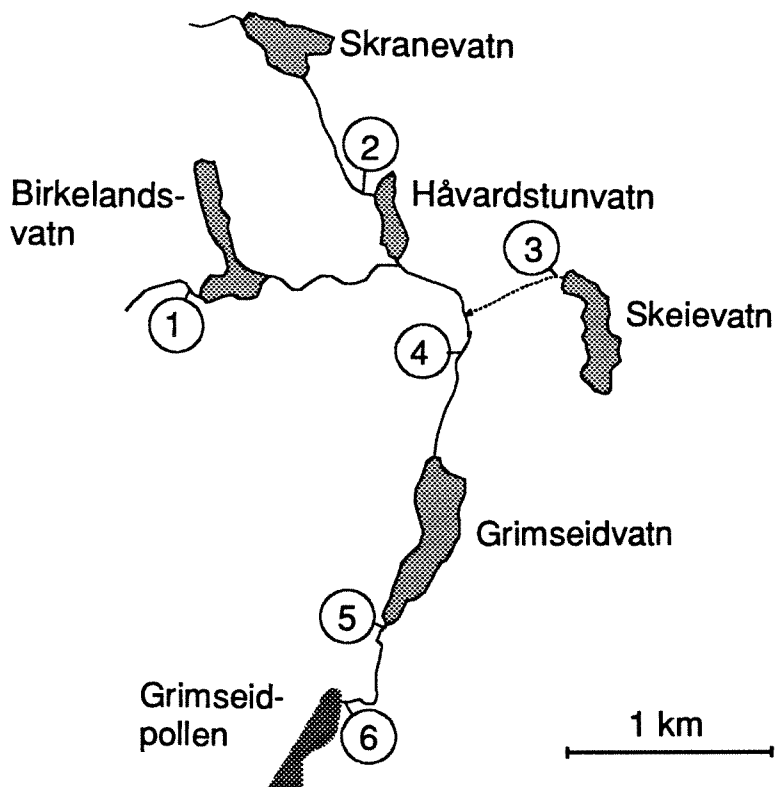 Skranevatn
2
Birkelands-
vatn
Håvardstunvatn
3
1
Skeievatn
4
Grimseidvatn
5
Grimseid-
pollen
6
1 km